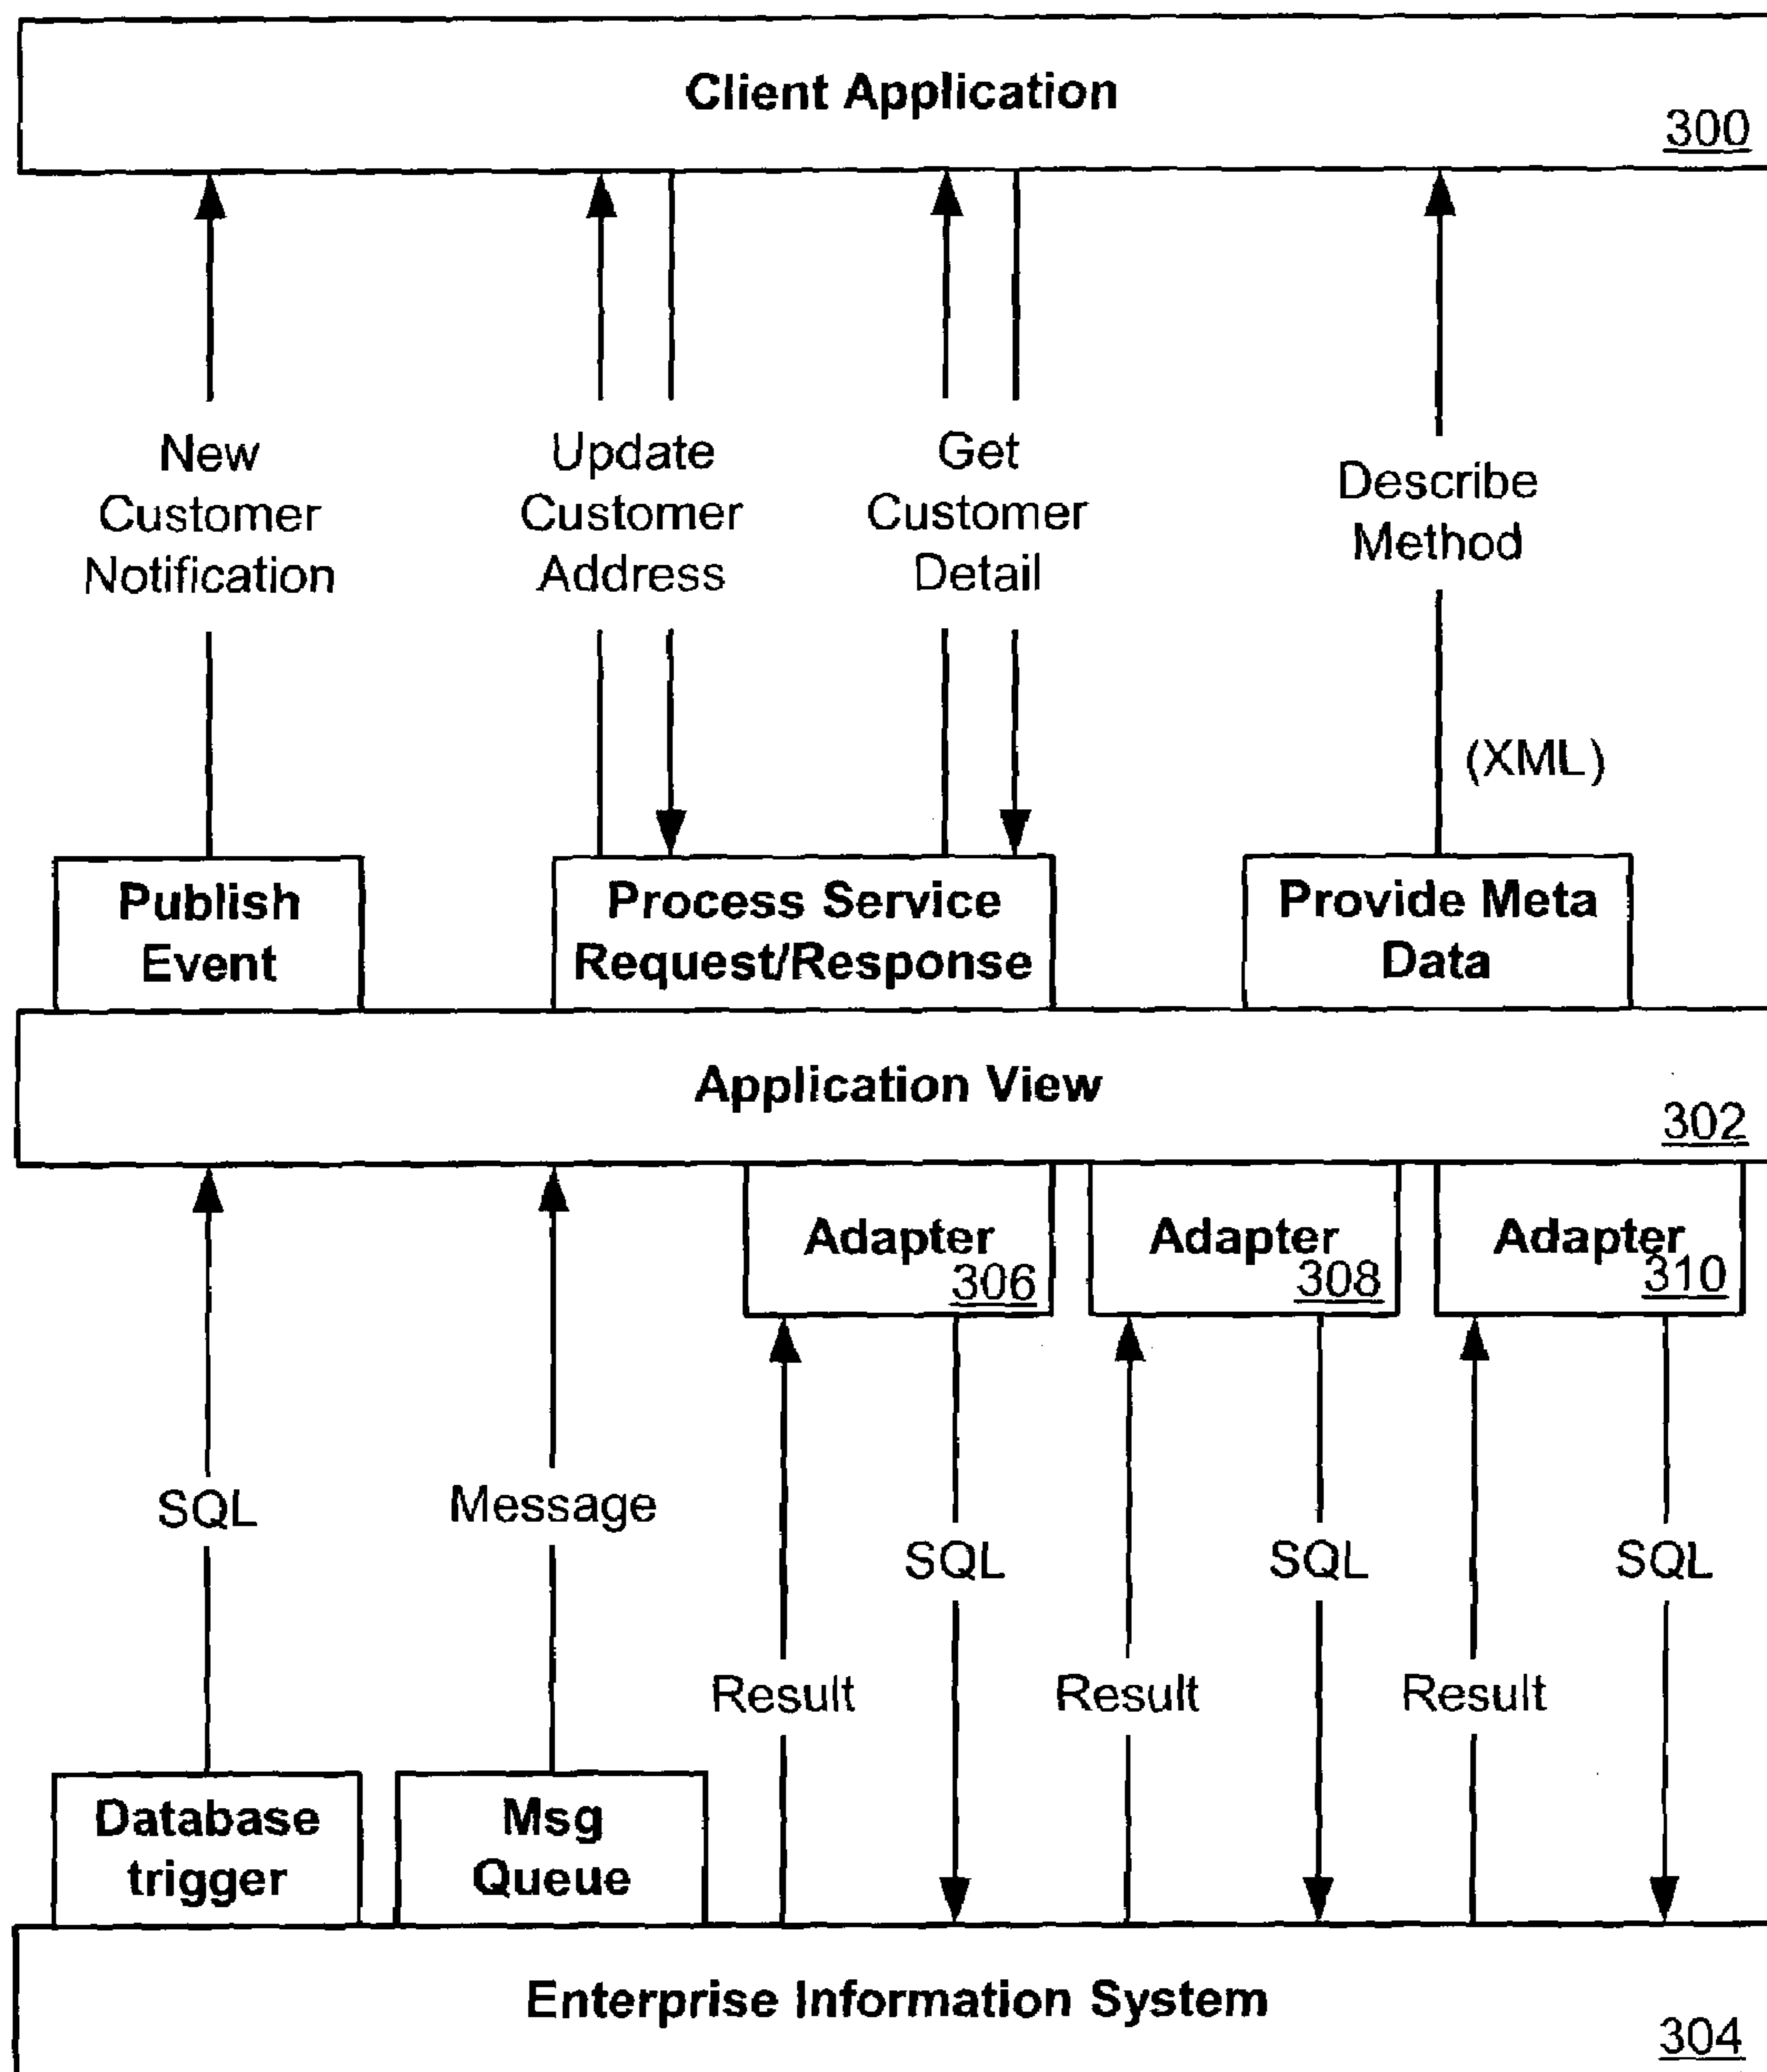 Client Application
300
New
Customer
Notification
Update
Customer
Address
Get
Customer
Detail
Describe
Method
(XML)
Publish
Event
Process Service
Request/Response
Provide Meta
Data
Application View
302
Adapter
306
Adapter
308
Adapter
310
SQL
Message
SQL
SQL
SQL
Result
Result
Result
Database
trigger
Msg
Queue
Enterprise Information System
304